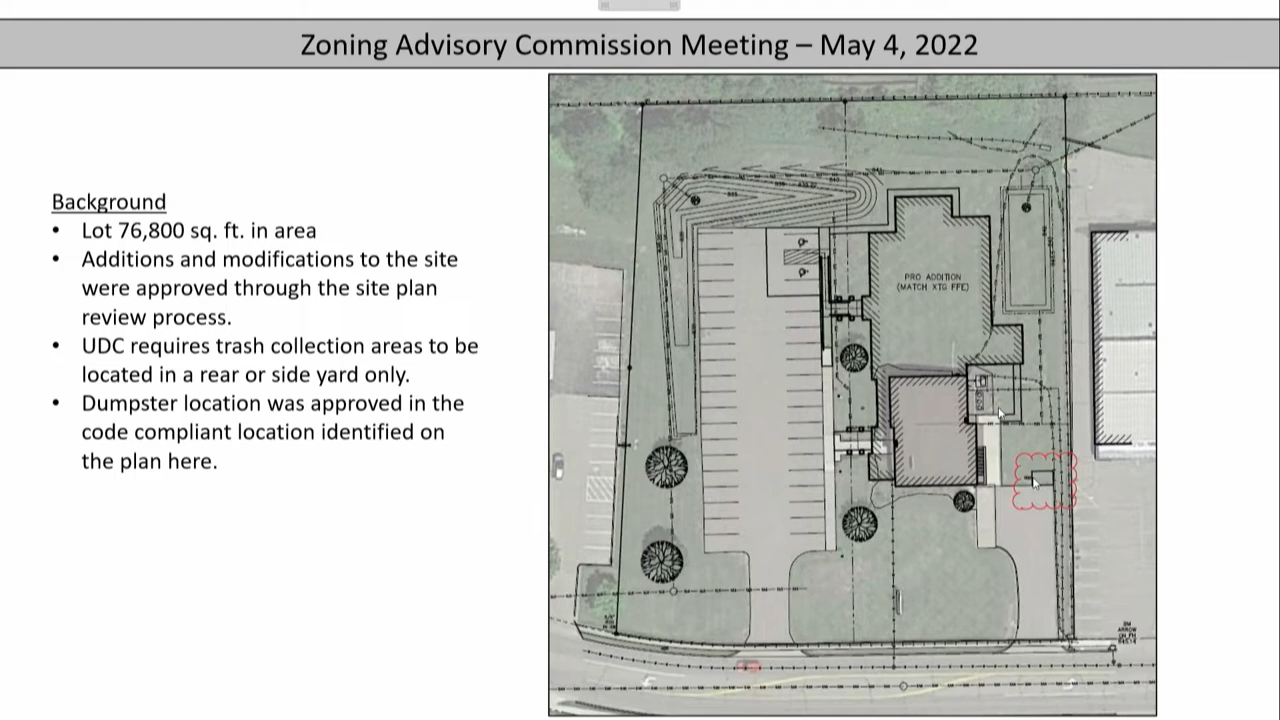 Zoning Advisory Commission Meeting – May 4, 2022
Background
• Lot 76,800 sq. ft. in area
• Additions and modifications to the site
were approved through the site plan
review process.
• UDC requires trash collection areas to be
located in a rear or side yard only.
• Dumpster location was approved in the
code compliant location identified on
the plan here.
PRO ADDITION
(MATCH XTG FFE)